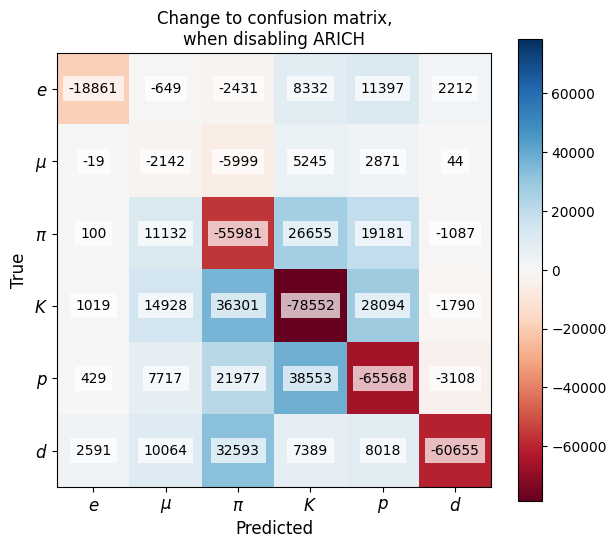 Change to confusion matrix,
when disabling ARICH
e -18861 -649 -2431 8332 11397 2212
μ -19 -2142 -5999 5245 2871 44
π 100 11132 -55981 26655 19181 -1087
K 1019 14928 36301 -78552 28094 -1790
p 429 7717 21977 38553 -65568 -3108
d 2591 10064 32593 7389 8018 -60655
e μ π K p d
Predicted
True
60000
40000
20000
0
−20000
−40000
−60000